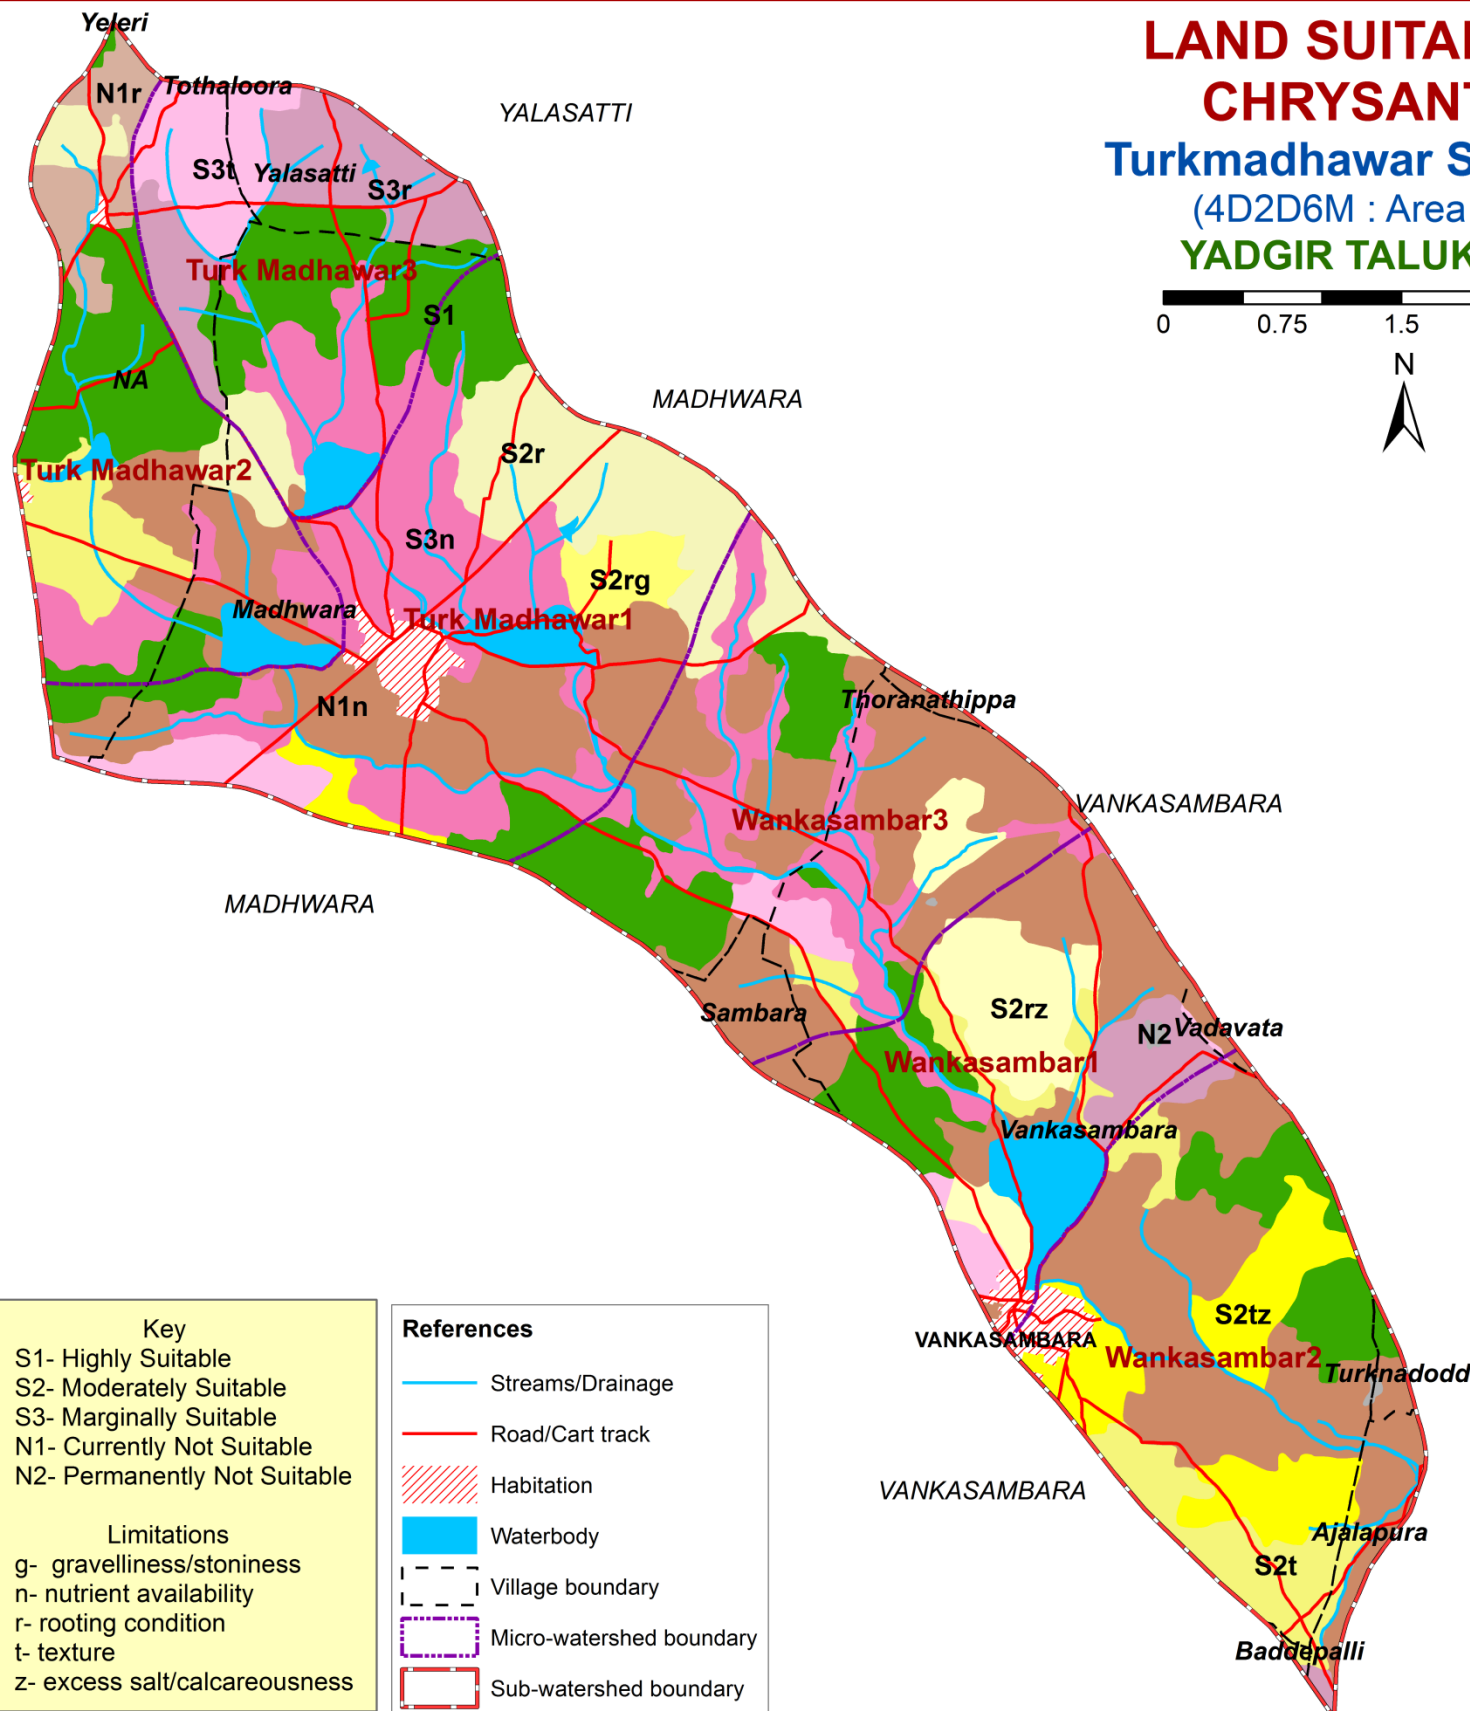 LAND SUITA
CHRYSAN
Turkmadhawar S
(4D2D6M : Area
YADGIR TALUK
0 0.75 1.5
N
Yeleri
N1r
Tothaloora
YALASATTI
S3t
Yalasatti
S3r
Turk Madhawar3
S1
NA
MADHWARA
S2r
Turk Madhawar2
S3n
S2rg
Madhwara
Turk Madhawar1
N1n
Thoranathippa
VANKASAMBARA
Wankasambar3
MADHWARA
S2rz
Sambara
N2
Vadavata
Wankasambar1
Vankasambara
S2tz
VANKASAMBARA
Wankasambar2
Turknadodd
VANKASAMBARA
Ajalapura
S2t
Baddepalli
Key
S1- Highly Suitable
S2- Moderately Suitable
S3- Marginally Suitable
N1- Currently Not Suitable
N2- Permanently Not Suitable
Limitations
g- gravelliness/stoniness
n- nutrient availability
r- rooting condition
t- texture
z- excess salt/calcareousness
References
Streams/Drainage
Road/Cart track
Habitation
Waterbody
Village boundary
Micro-watershed boundary
Sub-watershed boundary